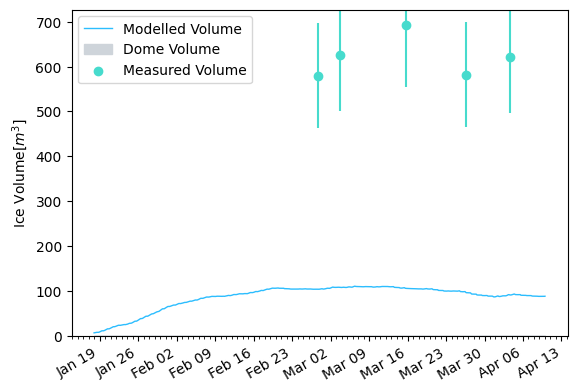 Modelled Volume
Dome Volume
Measured Volume
Ice Volume[$m^3$]
700
600
500
400
300
200
100
0
Jan 19
Jan 26
Feb 02
Feb 09
Feb 16
Feb 23
Mar 02
Mar 09
Mar 16
Mar 23
Mar 30
Apr 06
Apr 13